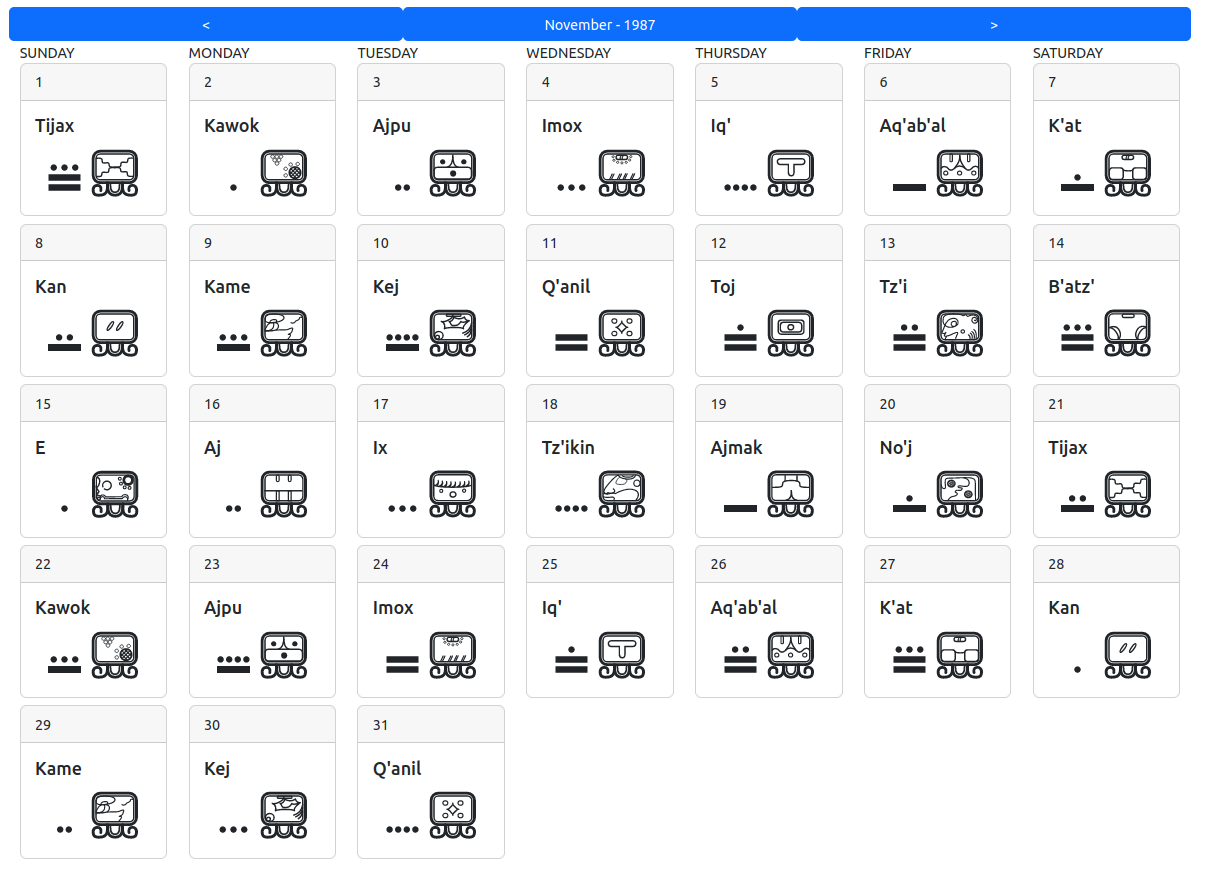 < November - 1987 >
SUNDAY MONDAY TUESDAY WEDNESDAY THURSDAY FRIDAY SATURDAY
1 2 3 4 5 6 7
Tijax Kawok Ajpu Imox Iq' Aq'ab'al K'at
8 9 10 11 12 13 14
Kan Kame Kej Q'anil Toj Tz'i B'atz'
15 16 17 18 19 20 21
E Aj Ix Tz'ikin Ajmak No'j Tijax
22 23 24 25 26 27 28
Kawok Ajpu Imox Iq' Aq'ab'al K'at Kan
29 30 31
Kame Kej Q'anil